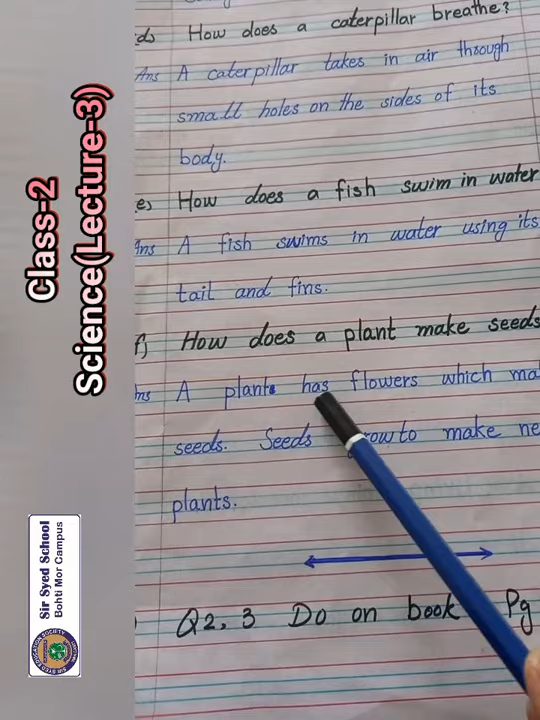 Class-2
Science(Lecture-3)
Sir Syed School
Bohti Mor Campus
d) How does a caterpillar breathe?
Ans A caterpillar takes in air through
small holes on the sides of its
body.
e) How does a fish swim in water
Ans A fish swims in water using its
tail and fins.
f) How does a plant make seeds
Ans A plant has flowers which
seeds. Seeds to make
plants.
Q2, 3 Do on book Pg